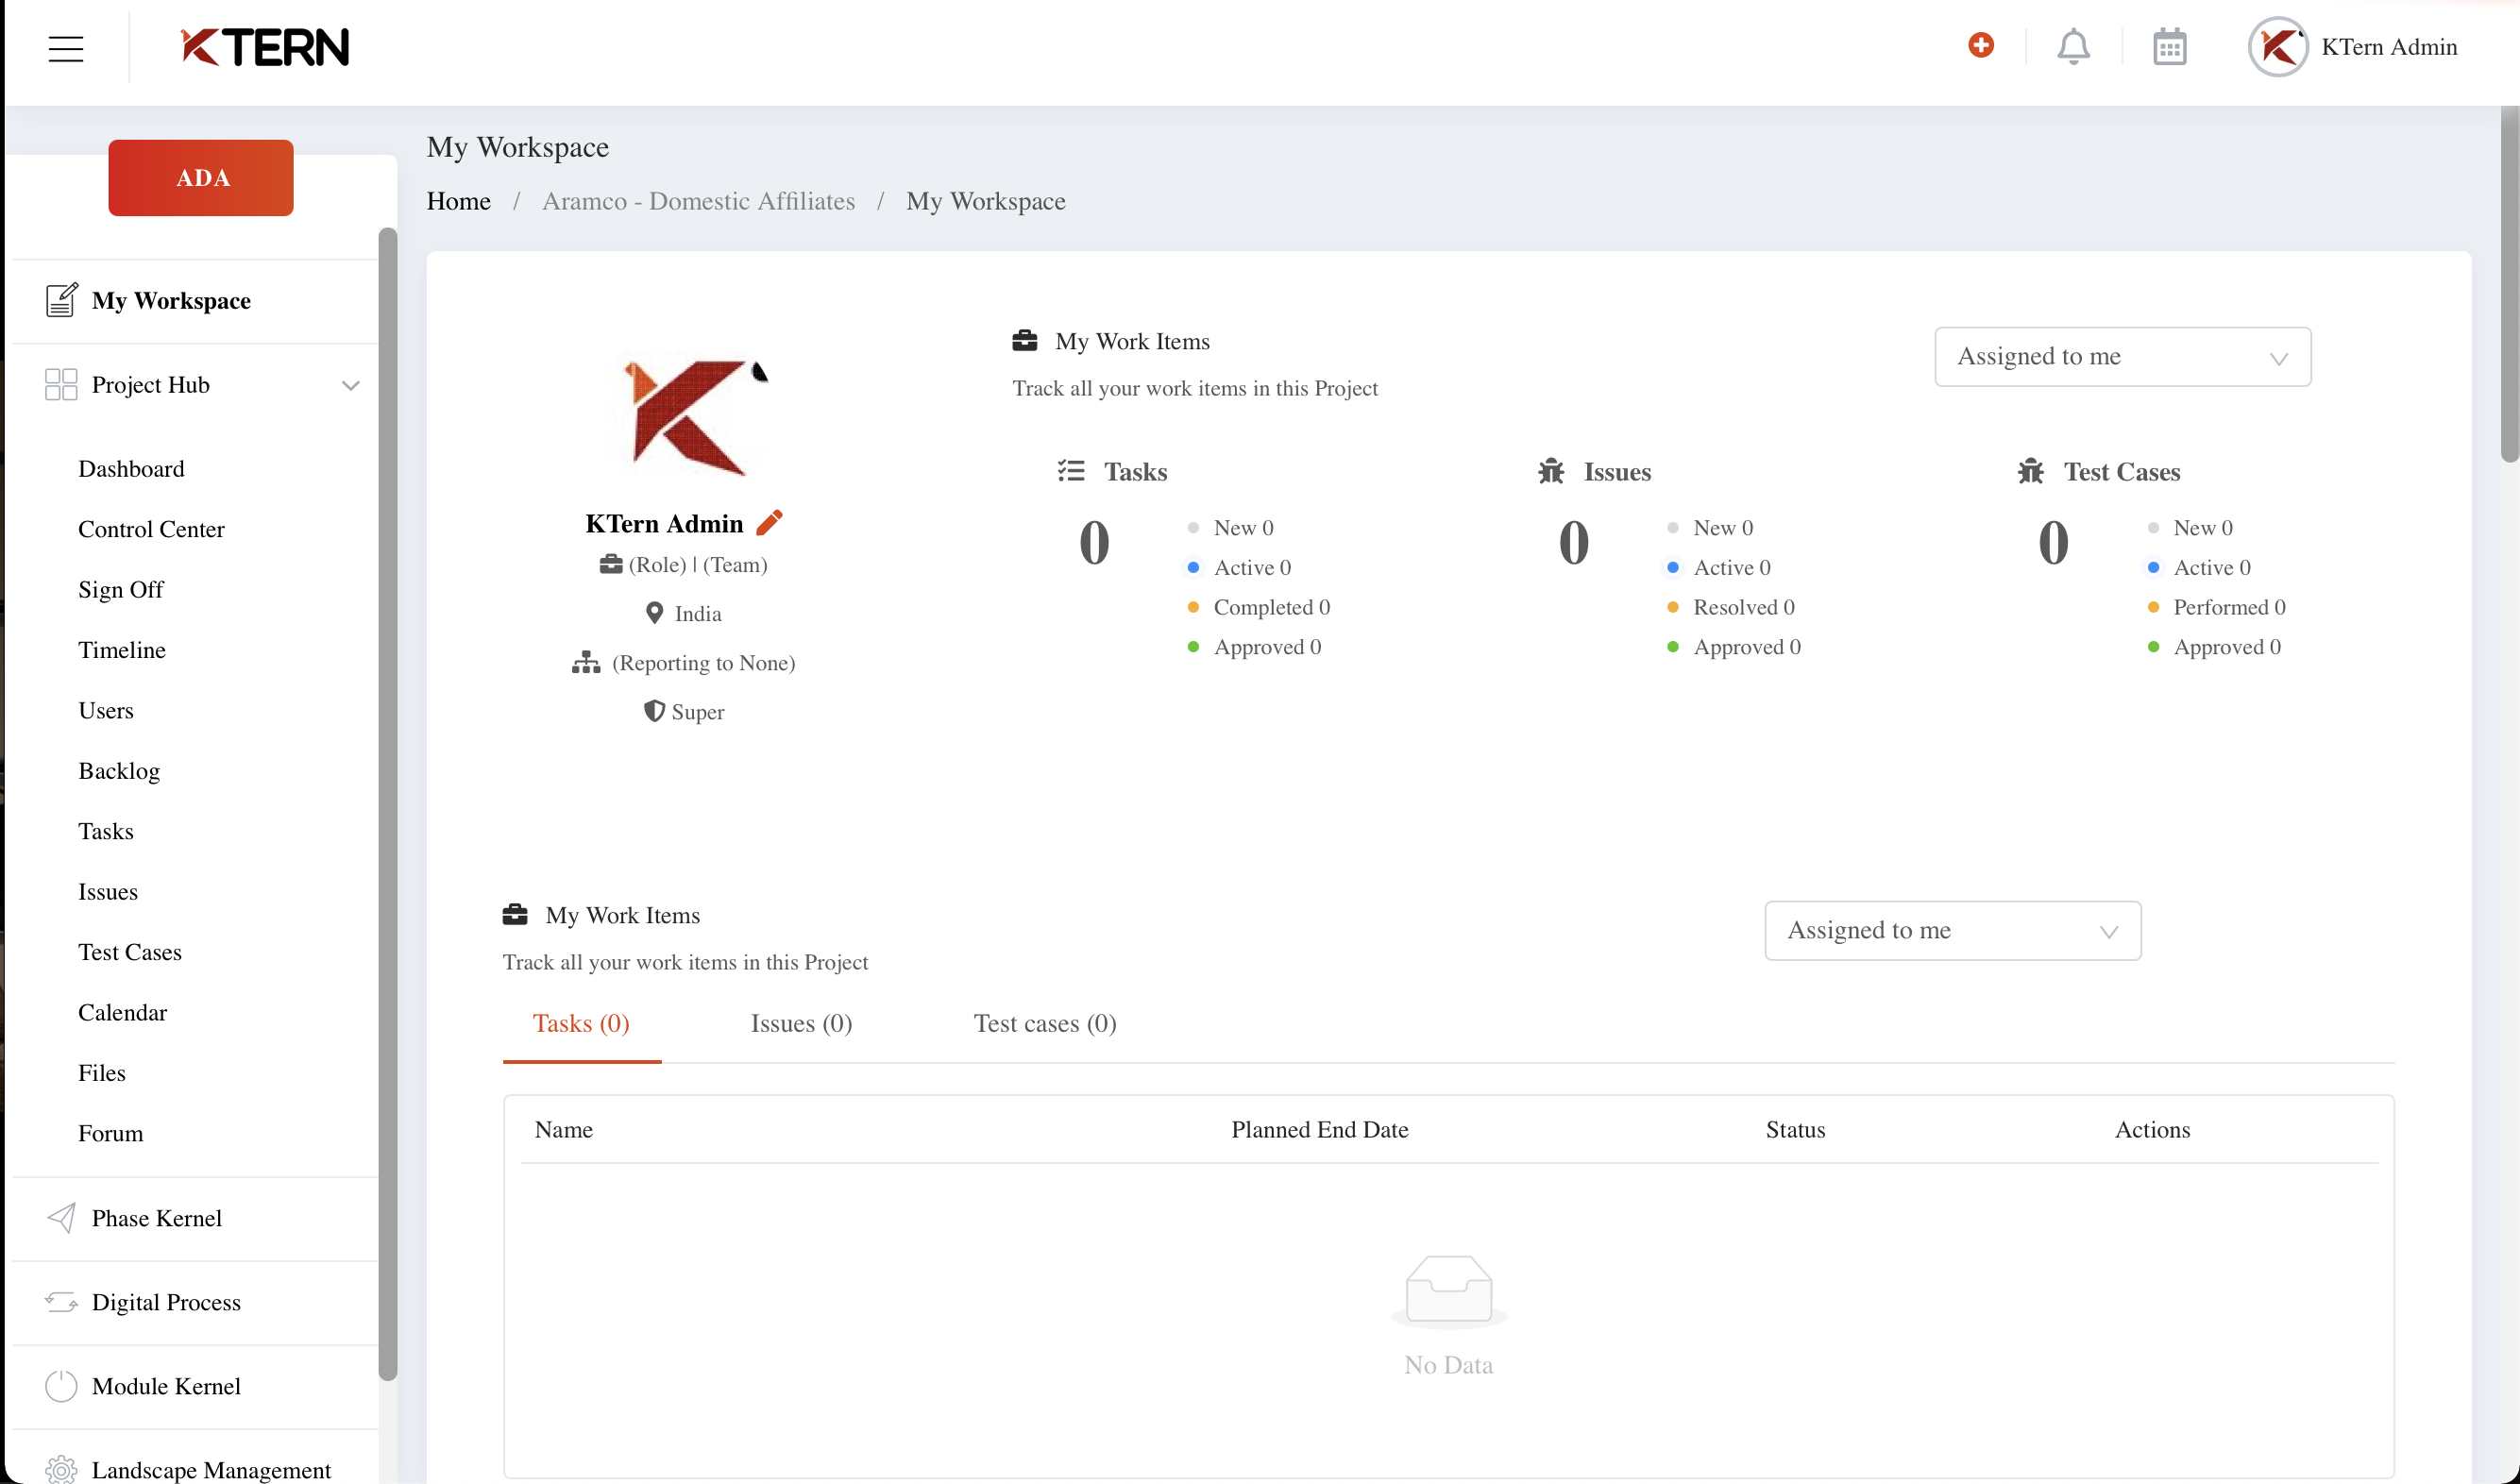 KTERN
KTern Admin
ADA
My Workspace
Project Hub
Dashboard
Control Center
Sign Off
Timeline
Users
Backlog
Tasks
Issues
Test Cases
Calendar
Files
Forum
Phase Kernel
Digital Process
Module Kernel
Landscape Management
My Workspace
Home / Aramco - Domestic Affiliates / My Workspace
KTern Admin
(Role) | (Team)
India
(Reporting to None)
Super
My Work Items
Track all your work items in this Project
Assigned to me
Tasks
0
New 0
Active 0
Completed 0
Approved 0
Issues
0
New 0
Active 0
Resolved 0
Approved 0
Test Cases
0
New 0
Active 0
Performed 0
Approved 0
My Work Items
Track all your work items in this Project
Assigned to me
Tasks (0) Issues (0) Test cases (0)
Name Planned End Date Status Actions
No Data